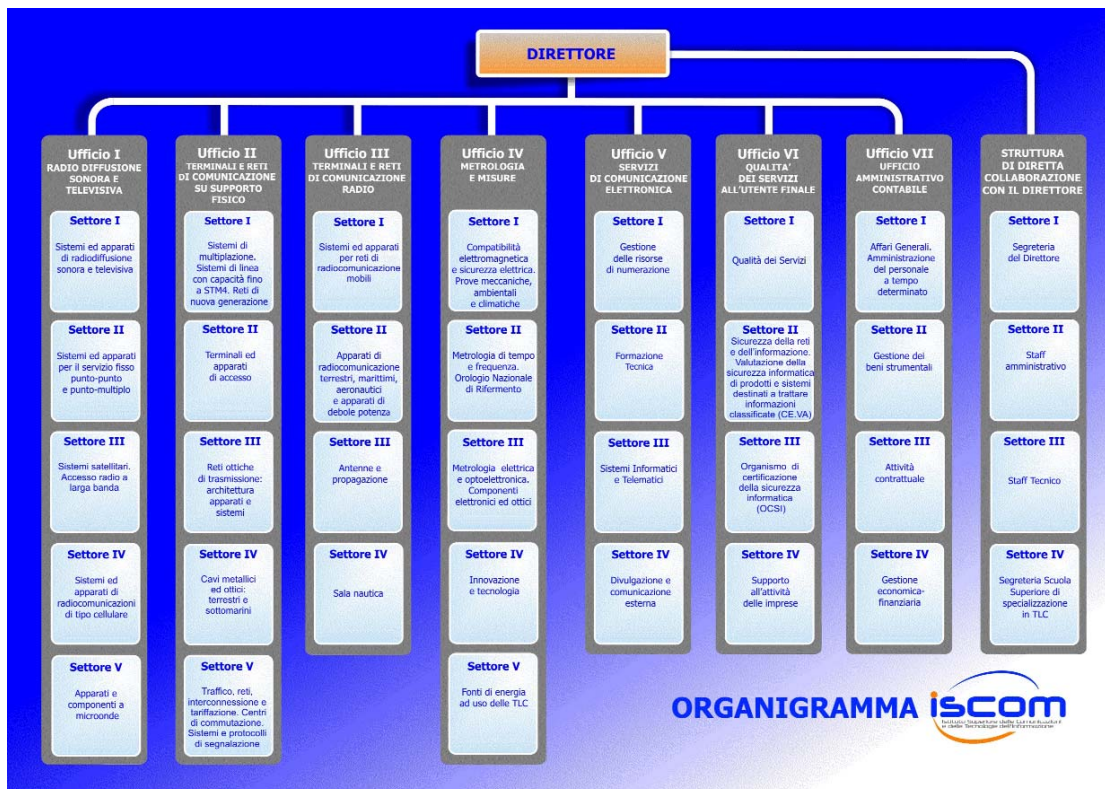 DIRETTORE
Ufficio I
RADIO DIFFUSIONE
SONORA E
TELEVISIVA
Settore I
Sistemi ed apparati
di radiodiffusione
sonora e televisiva
Settore II
Sistemi ed apparati
per il servizio fisso
punto-punto
e punto-multiplo
Settore III
Sistemi satellitari.
Accesso radio a
larga banda
Settore IV
Sistemi ed
apparati di
radiocomunicazioni
di tipo cellulare
Settore V
Apparati e
componenti a
microonde
Ufficio II
TERMINALI E RETI
DI COMUNICAZIONE
SU SUPPORTO
FISICO
Settore I
Sistemi di
multiplazione.
Sistemi di linea
con capacità fino
a STM4. Reti di
nuova generazione
Settore II
Terminali ed
apparati
di accesso
Settore III
Reti ottiche
di trasmissione:
architettura
apparati e
sistemi
Settore IV
Cavi metallici
ed ottici:
terrestri e
sottomarini
Settore V
Traffico, reti,
interconnessione e
tariffazione. Centri
di commutazione.
Sistemi e protocolli
di segnalazione
Ufficio III
TERMINALI E RETI
DI COMUNICAZIONE
RADIO
Settore I
Sistemi ed apparati
per reti di
radiocomunicazione
mobili
Settore II
Apparati di
radiocomunicazione
terrestri, marittimi,
aeronautici
e apparati di
debole potenza
Settore III
Antenne e
propagazione
Settore IV
Sala nautica
Ufficio IV
METROLOGIA
E MISURE
Settore I
Compatibilità
elettromagnetica
e sicurezza elettrica.
Prove meccaniche,
ambientali
e climatiche
Settore II
Metrologia di tempo
e frequenza.
Orologio Nazionale
di Rifermento
Settore III
Metrologia elettrica
e optoelettronica.
Componenti
elettronici ed ottici
Settore IV
Innovazione
e tecnologia
Settore V
Fonti di energia
ad uso delle TLC
Ufficio V
SERVIZI
DI COMUNICAZIONE
ELETTRONICA
Settore I
Gestione
delle risorse
di numerazione
Settore II
Formazione
Tecnica
Settore III
Sistemi Informatici
e Telematici
Settore IV
Divulgazione e
comunicazione
esterna
Ufficio VI
QUALITA'
DEI SERVIZI
ALL'UTENTE FINALE
Settore I
Qualità dei Servizi
Settore II
Sicurezza della reti
e dell'informazione.
Valutazione della
sicurezza informatica
di prodotti e sistemi
destinati a trattare
informazioni
classificate (CE.VA)
Settore III
Organismo di
certificazione
della sicurezza
informatica
(OCSI)
Settore IV
Supporto
all'attività
delle imprese
Ufficio VII
UFFICIO
AMMINISTRATIVO
CONTABILE
Settore I
Affari Generali.
Amministrazione
del personale
a tempo
determinato
Settore II
Gestione dei
beni strumentali
Settore III
Attività
contrattuale
Settore IV
Gestione
economica-
finanziaria
STRUTTURA
DI DIRETTA
COLLABORAZIONE
CON IL DIRETTORE
Settore I
Segreteria
del Direttore
Settore II
Staff
amministrativo
Settore III
Staff Tecnico
Settore IV
Segreteria Scuola
Superiore di
specializzazione
in TLC
ORGANIGRAMMA iscom
Istituto Superiore delle Comunicazioni
e delle Tecnologie dell'Informazione